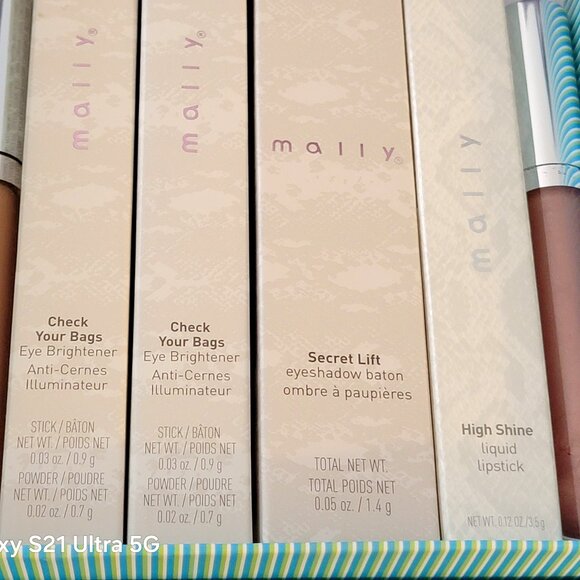 mally®
Check
Your Bags
Eye Brightener
Anti-Cernes
Illuminateur
STICK / BÂTON
NET WT. / POIDS NET
0.03 oz. / 0.9 g
POWDER / POUDRE
NET WT. / POIDS NET
0.02 oz. / 0.7 g
mally®
Check
Your Bags
Eye Brightener
Anti-Cernes
Illuminateur
STICK / BÂTON
NET WT. / POIDS NET
0.03 oz. / 0.9 g
POWDER / POUDRE
NET WT. / POIDS NET
0.02 oz. / 0.7 g
mally®
Secret Lift
eyeshadow baton
ombre à paupières
TOTAL NET WT.
TOTAL POIDS NET
0.05 oz. / 1.4 g
mally
High Shine
liquid
lipstick
NET WT. 0.12 OZ./3.5 g
xy S21 Ultra 5G